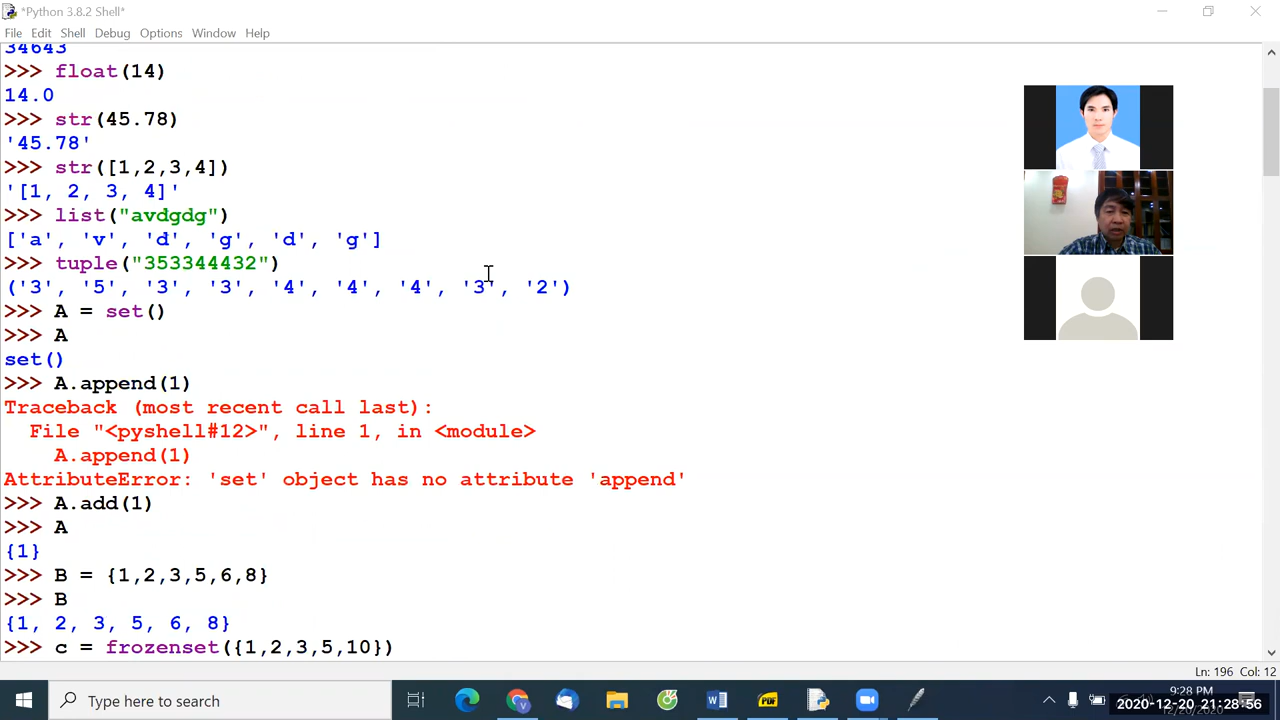 *Python 3.8.2 Shell*
File Edit Shell Debug Options Window Help
34643
>>> float(14)
14.0
>>> str(45.78)
'45.78'
>>> str([1,2,3,4])
'[1, 2, 3, 4]'
>>> list("avdgdg")
['a', 'v', 'd', 'g', 'd', 'g']
>>> tuple("353344432")
('3', '5', '3', '3', '4', '4', '4', '3', '2')
>>> A = set()
>>> A
set()
>>> A.append(1)
Traceback (most recent call last):
  File "<pyshell#12>", line 1, in <module>
    A.append(1)
AttributeError: 'set' object has no attribute 'append'
>>> A.add(1)
>>> A
{1}
>>> B = {1,2,3,5,6,8}
>>> B
{1, 2, 3, 5, 6, 8}
>>> c = frozenset({1,2,3,5,10})
Ln: 196 Col: 12
Type here to search
W PDF
9:28 PM
2020-12-20 21:28:56